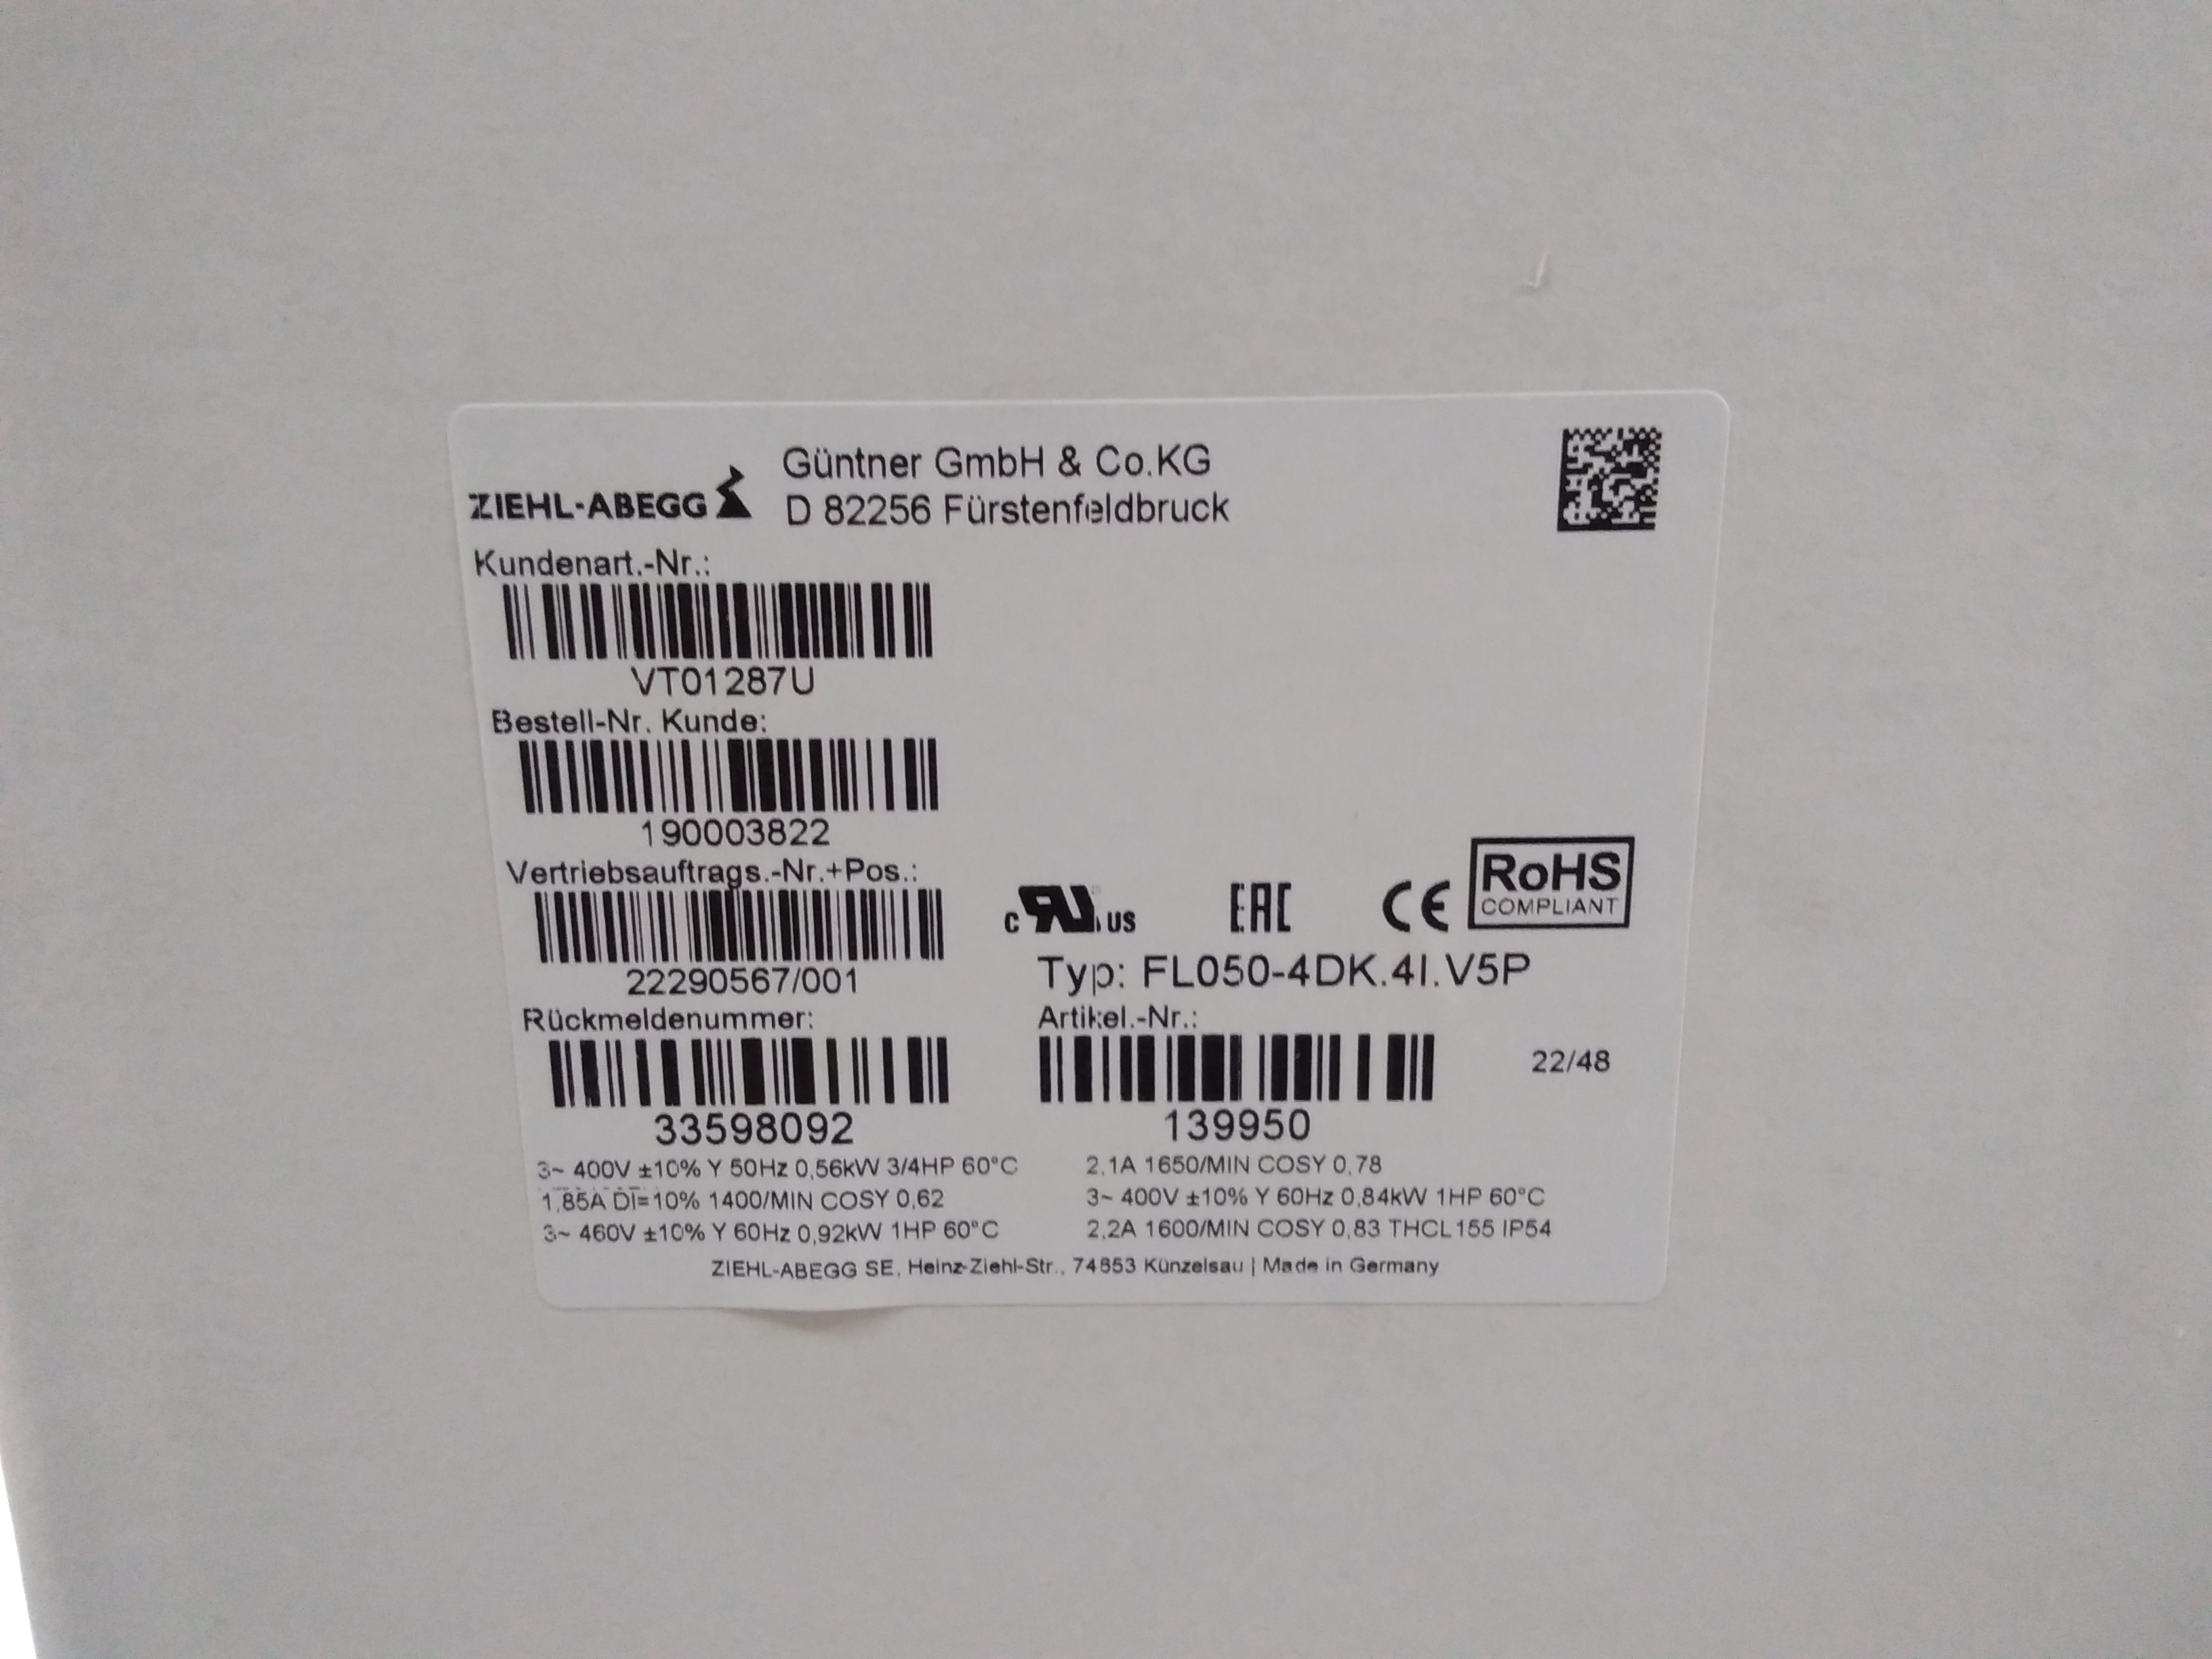 ZIEHL-ABEGG
Güntner GmbH & Co.KG
D 82256 Fürstenfeldbruck
Kundenart.-Nr.:
VT01287U
Bestell-Nr. Kunde:
190003822
Vertriebsauftrags.-Nr.+Pos.:
22290567/001
c RU US
EAC
CE
RoHS
COMPLIANT
Typ: FL050-4DK.4I.V5P
Rückmeldenummer:
33598092
Artikel.-Nr.:
139950
22/48
3~ 400V ±10% Y 50Hz 0,56kW 3/4HP 60°C
1,85A DI=10% 1400/MIN COSY 0,62
3~ 460V ±10% Y 60Hz 0,92kW 1HP 60°C
2,1A 1650/MIN COSY 0,78
3~ 400V ±10% Y 60Hz 0,84kW 1HP 60°C
2,2A 1600/MIN COSY 0,83 THCL155 IP54
ZIEHL-ABEGG SE, Heinz-Ziehl-Str., 74653 Künzelsau | Made in Germany